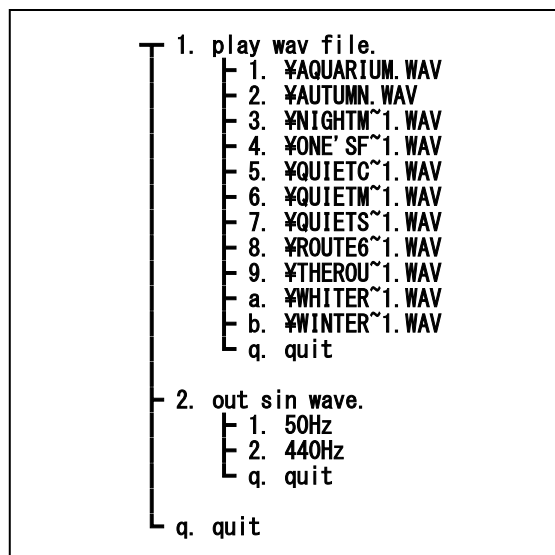 1. play wav file.
1. ¥AQUARIUM.WAV
2. ¥AUTUMN.WAV
3. ¥NIGHTM~1.WAV
4. ¥ONE'SF~1.WAV
5. ¥QUIETC~1.WAV
6. ¥QUIETM~1.WAV
7. ¥QUIETS~1.WAV
8. ¥ROUTE6~1.WAV
9. ¥THEROU~1.WAV
a. ¥WHITER~1.WAV
b. ¥WINTER~1.WAV
q. quit
2. out sin wave.
1. 50Hz
2. 440Hz
q. quit
q. quit